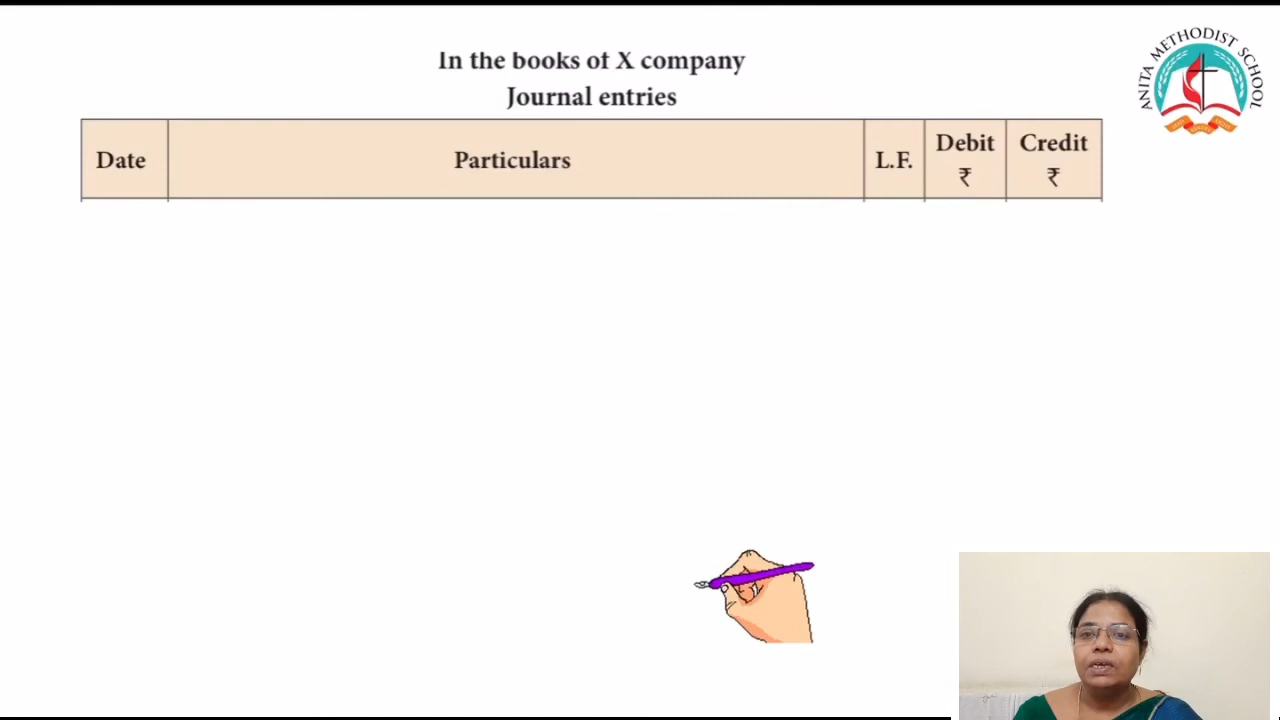 In the books of X company
Journal entries
ANITA METHODIST SCHOOL
Date Particulars L.F. Debit ₹ Credit ₹